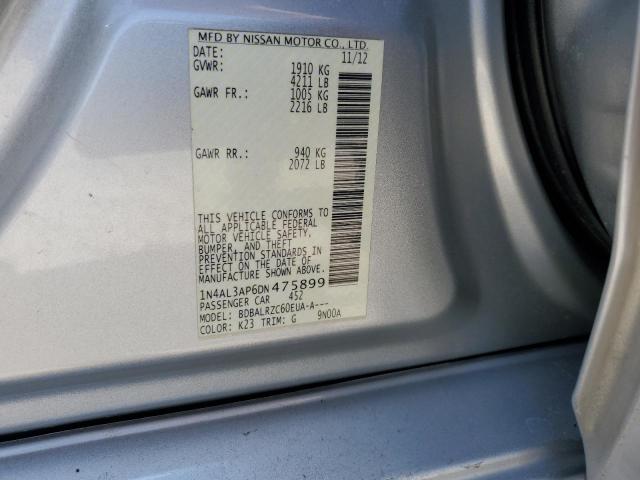 MFD BY NISSAN MOTOR CO., LTD.
DATE: 11/12
GVWR: 1910 KG
4211 LB
GAWR FR.: 1005 KG
2216 LB
GAWR RR.: 940 KG
2072 LB
THIS VEHICLE CONFORMS TO
ALL APPLICABLE FEDERAL
MOTOR VEHICLE SAFETY,
BUMPER, AND THEFT
PREVENTION STANDARDS IN
EFFECT ON THE DATE OF
MANUFACTURE SHOWN ABOVE.
1N4AL3AP6DN475899
PASSENGER CAR 452
MODEL: BDBALRZC60EUA-A---
COLOR: K23 TRIM: G 9N00A